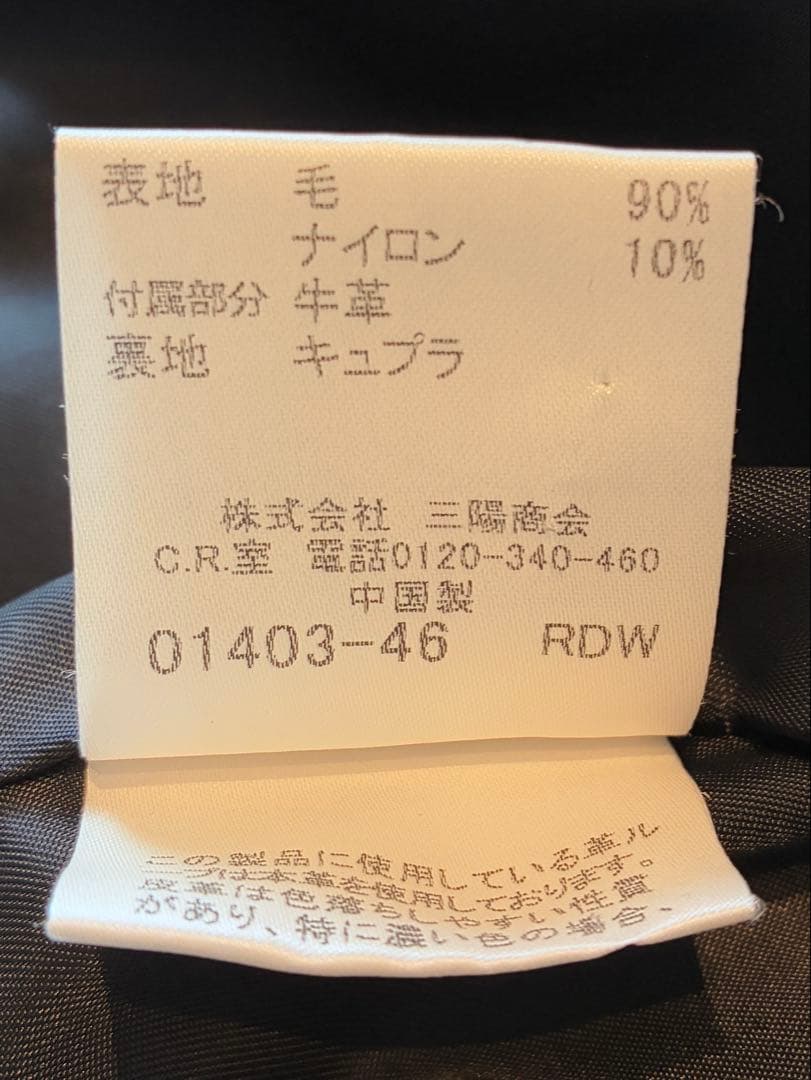 表地 毛 90%
ナイロン 10%
付属部分 牛革
裏地 キュプラ
株式会社 三陽商会
C.R.室 電話0120-340-460
中国製
01403-46 RDW
この製品に使用している革ル
ープは本革を使用しております。
皮革は色落ちしやすい性質
があり、特に濃い色の場合、